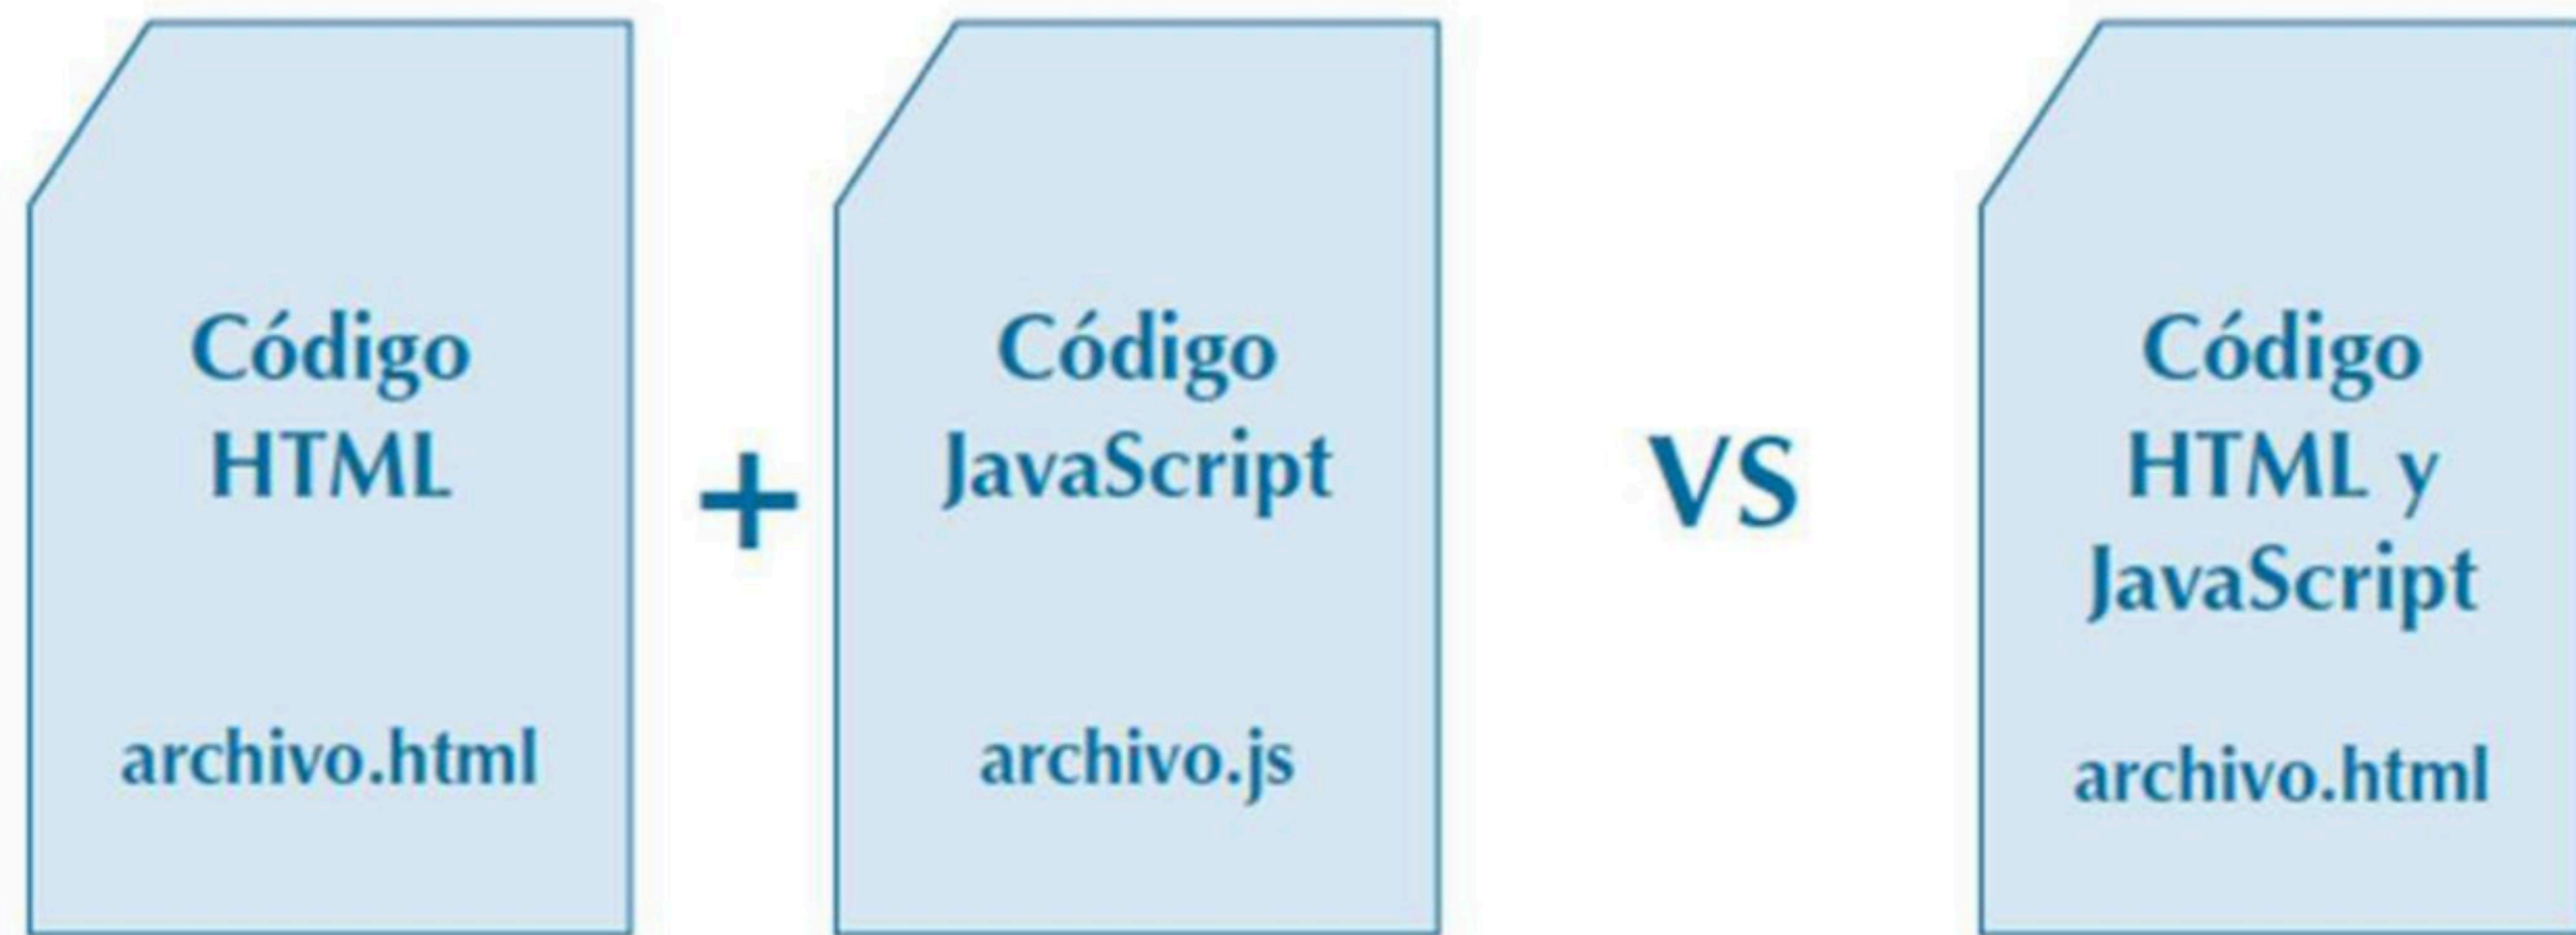 Código
HTML
archivo.html
+
Código
JavaScript
archivo.js
VS
Código
HTML y
JavaScript
archivo.html